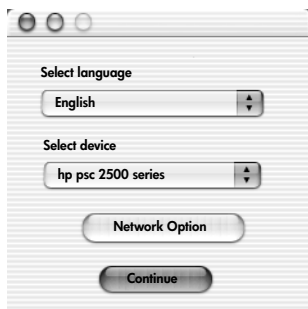 Select language
English
Select device
hp psc 2500 series
Network Option
Continue